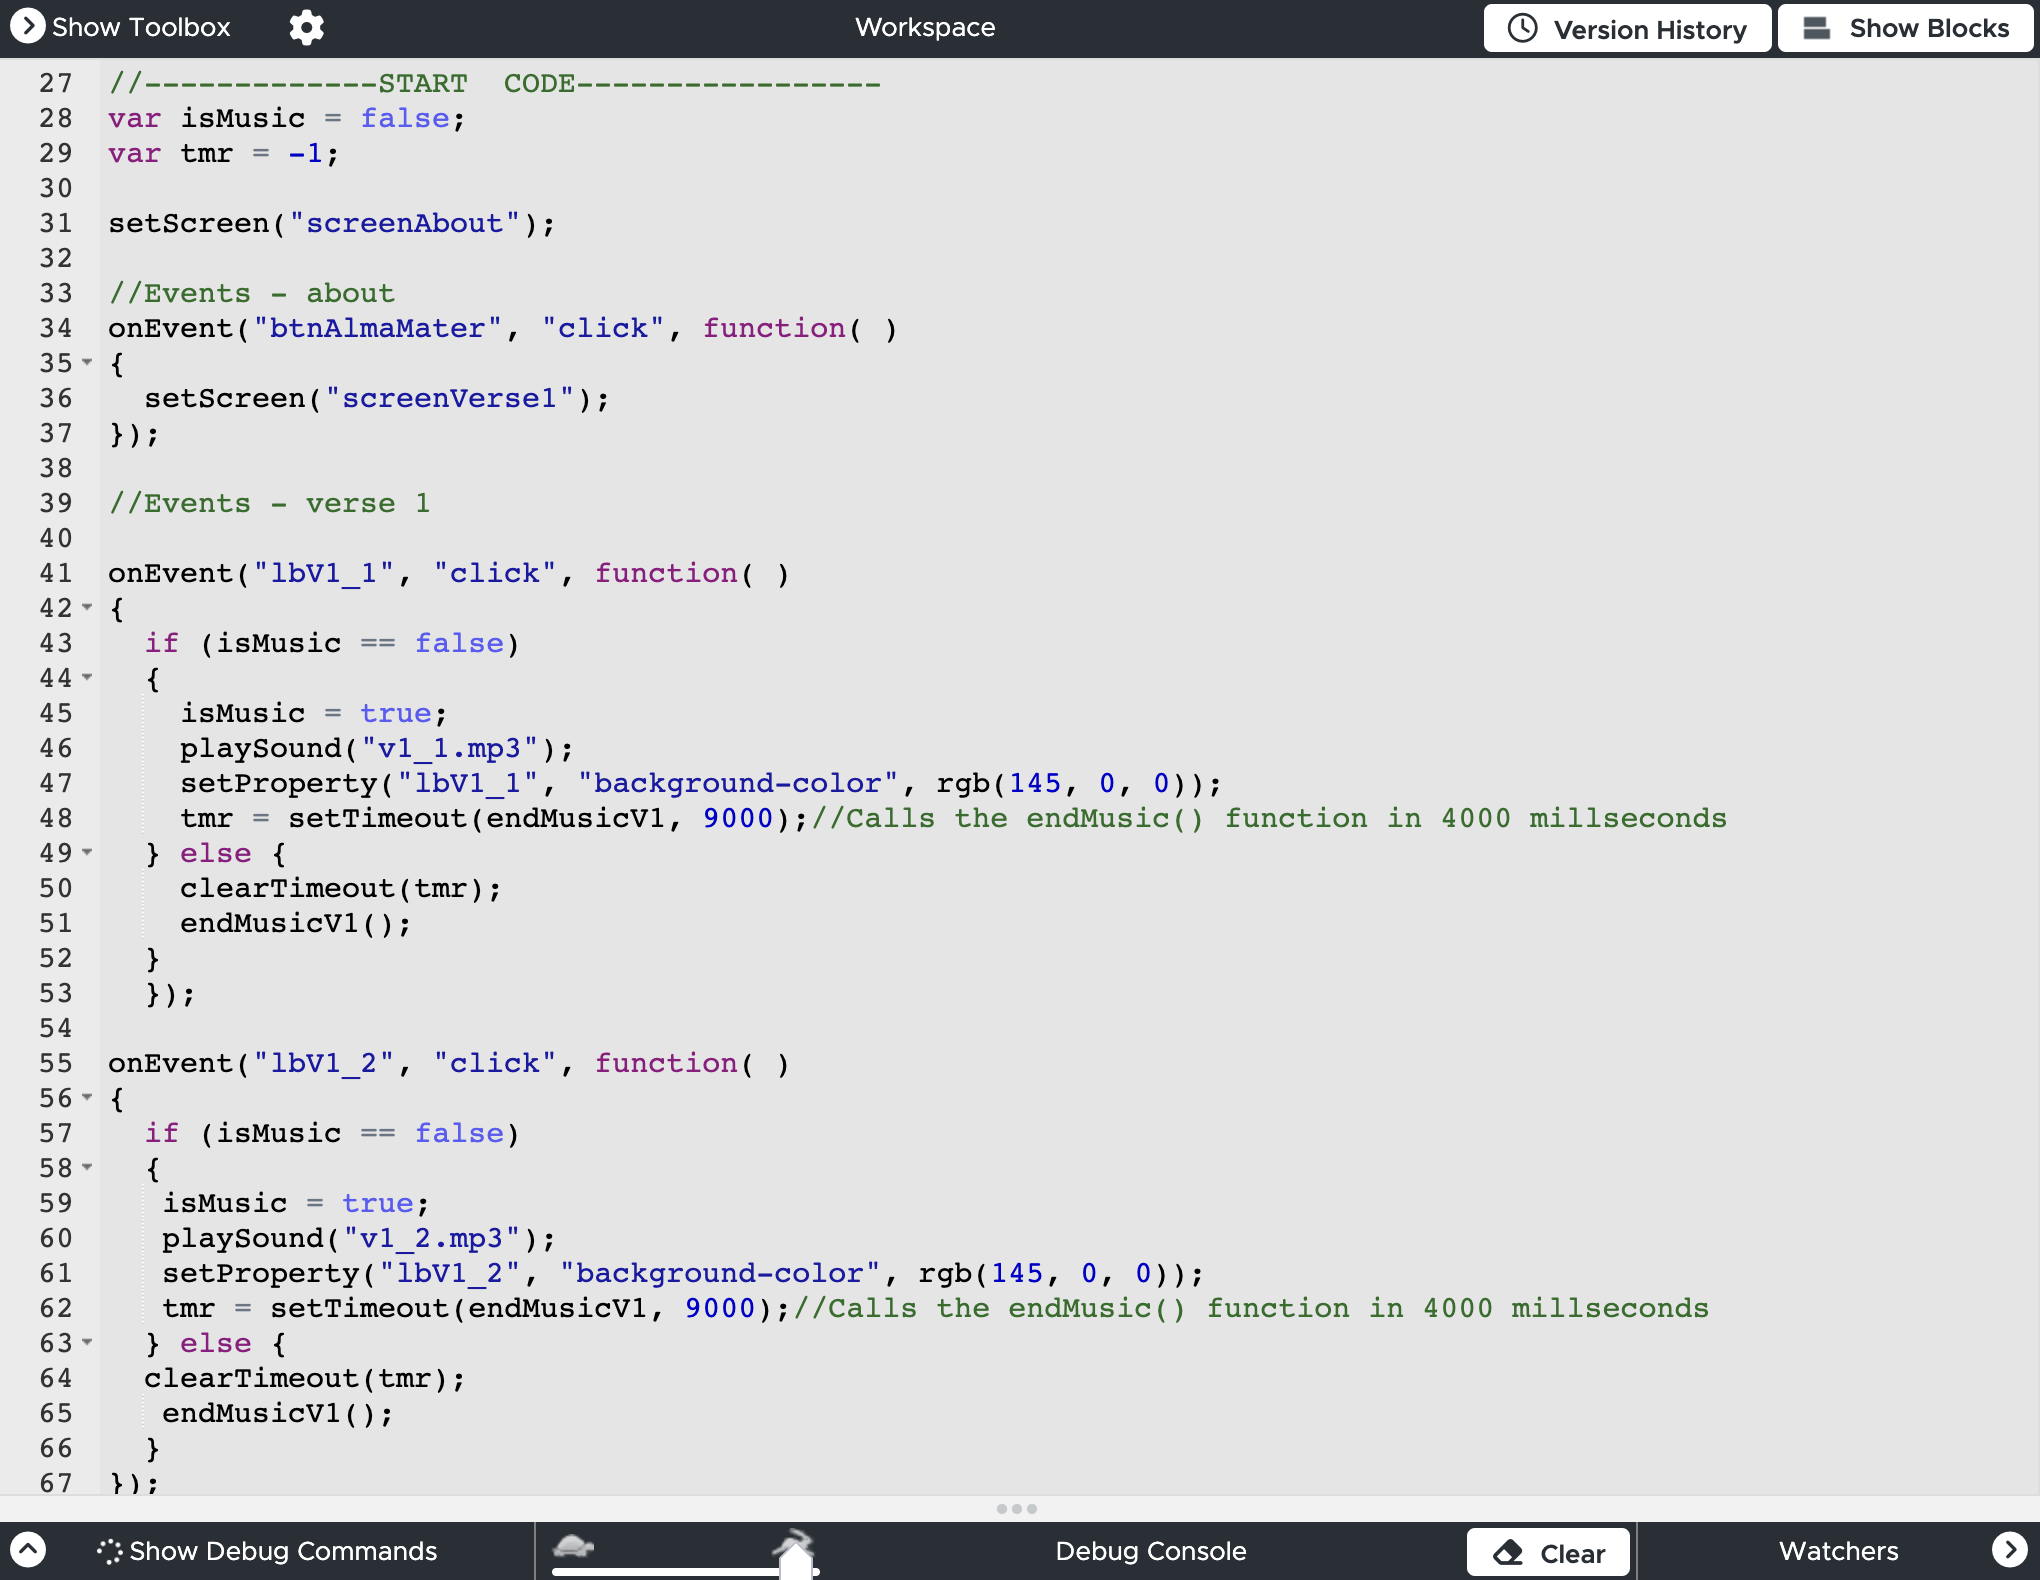 Show Toolbox Workspace Version History Show Blocks
27 //-------------START  CODE-----------------
28 var isMusic = false;
29 var tmr = -1;
30
31 setScreen("screenAbout");
32
33 //Events - about
34 onEvent("btnAlmaMater", "click", function( )
35 {
36   setScreen("screenVerse1");
37 });
38
39 //Events - verse 1
40
41 onEvent("lbV1_1", "click", function( )
42 {
43   if (isMusic == false)
44   {
45     isMusic = true;
46     playSound("v1_1.mp3");
47     setProperty("lbV1_1", "background-color", rgb(145, 0, 0));
48     tmr = setTimeout(endMusicV1, 9000);//Calls the endMusic() function in 4000 millseconds
49   } else {
50     clearTimeout(tmr);
51     endMusicV1();
52   }
53   });
54
55 onEvent("lbV1_2", "click", function( )
56 {
57   if (isMusic == false)
58   {
59    isMusic = true;
60    playSound("v1_2.mp3");
61    setProperty("lbV1_2", "background-color", rgb(145, 0, 0));
62    tmr = setTimeout(endMusicV1, 9000);//Calls the endMusic() function in 4000 millseconds
63   } else {
64   clearTimeout(tmr);
65    endMusicV1();
66   }
67 });
Show Debug Commands Debug Console Clear Watchers